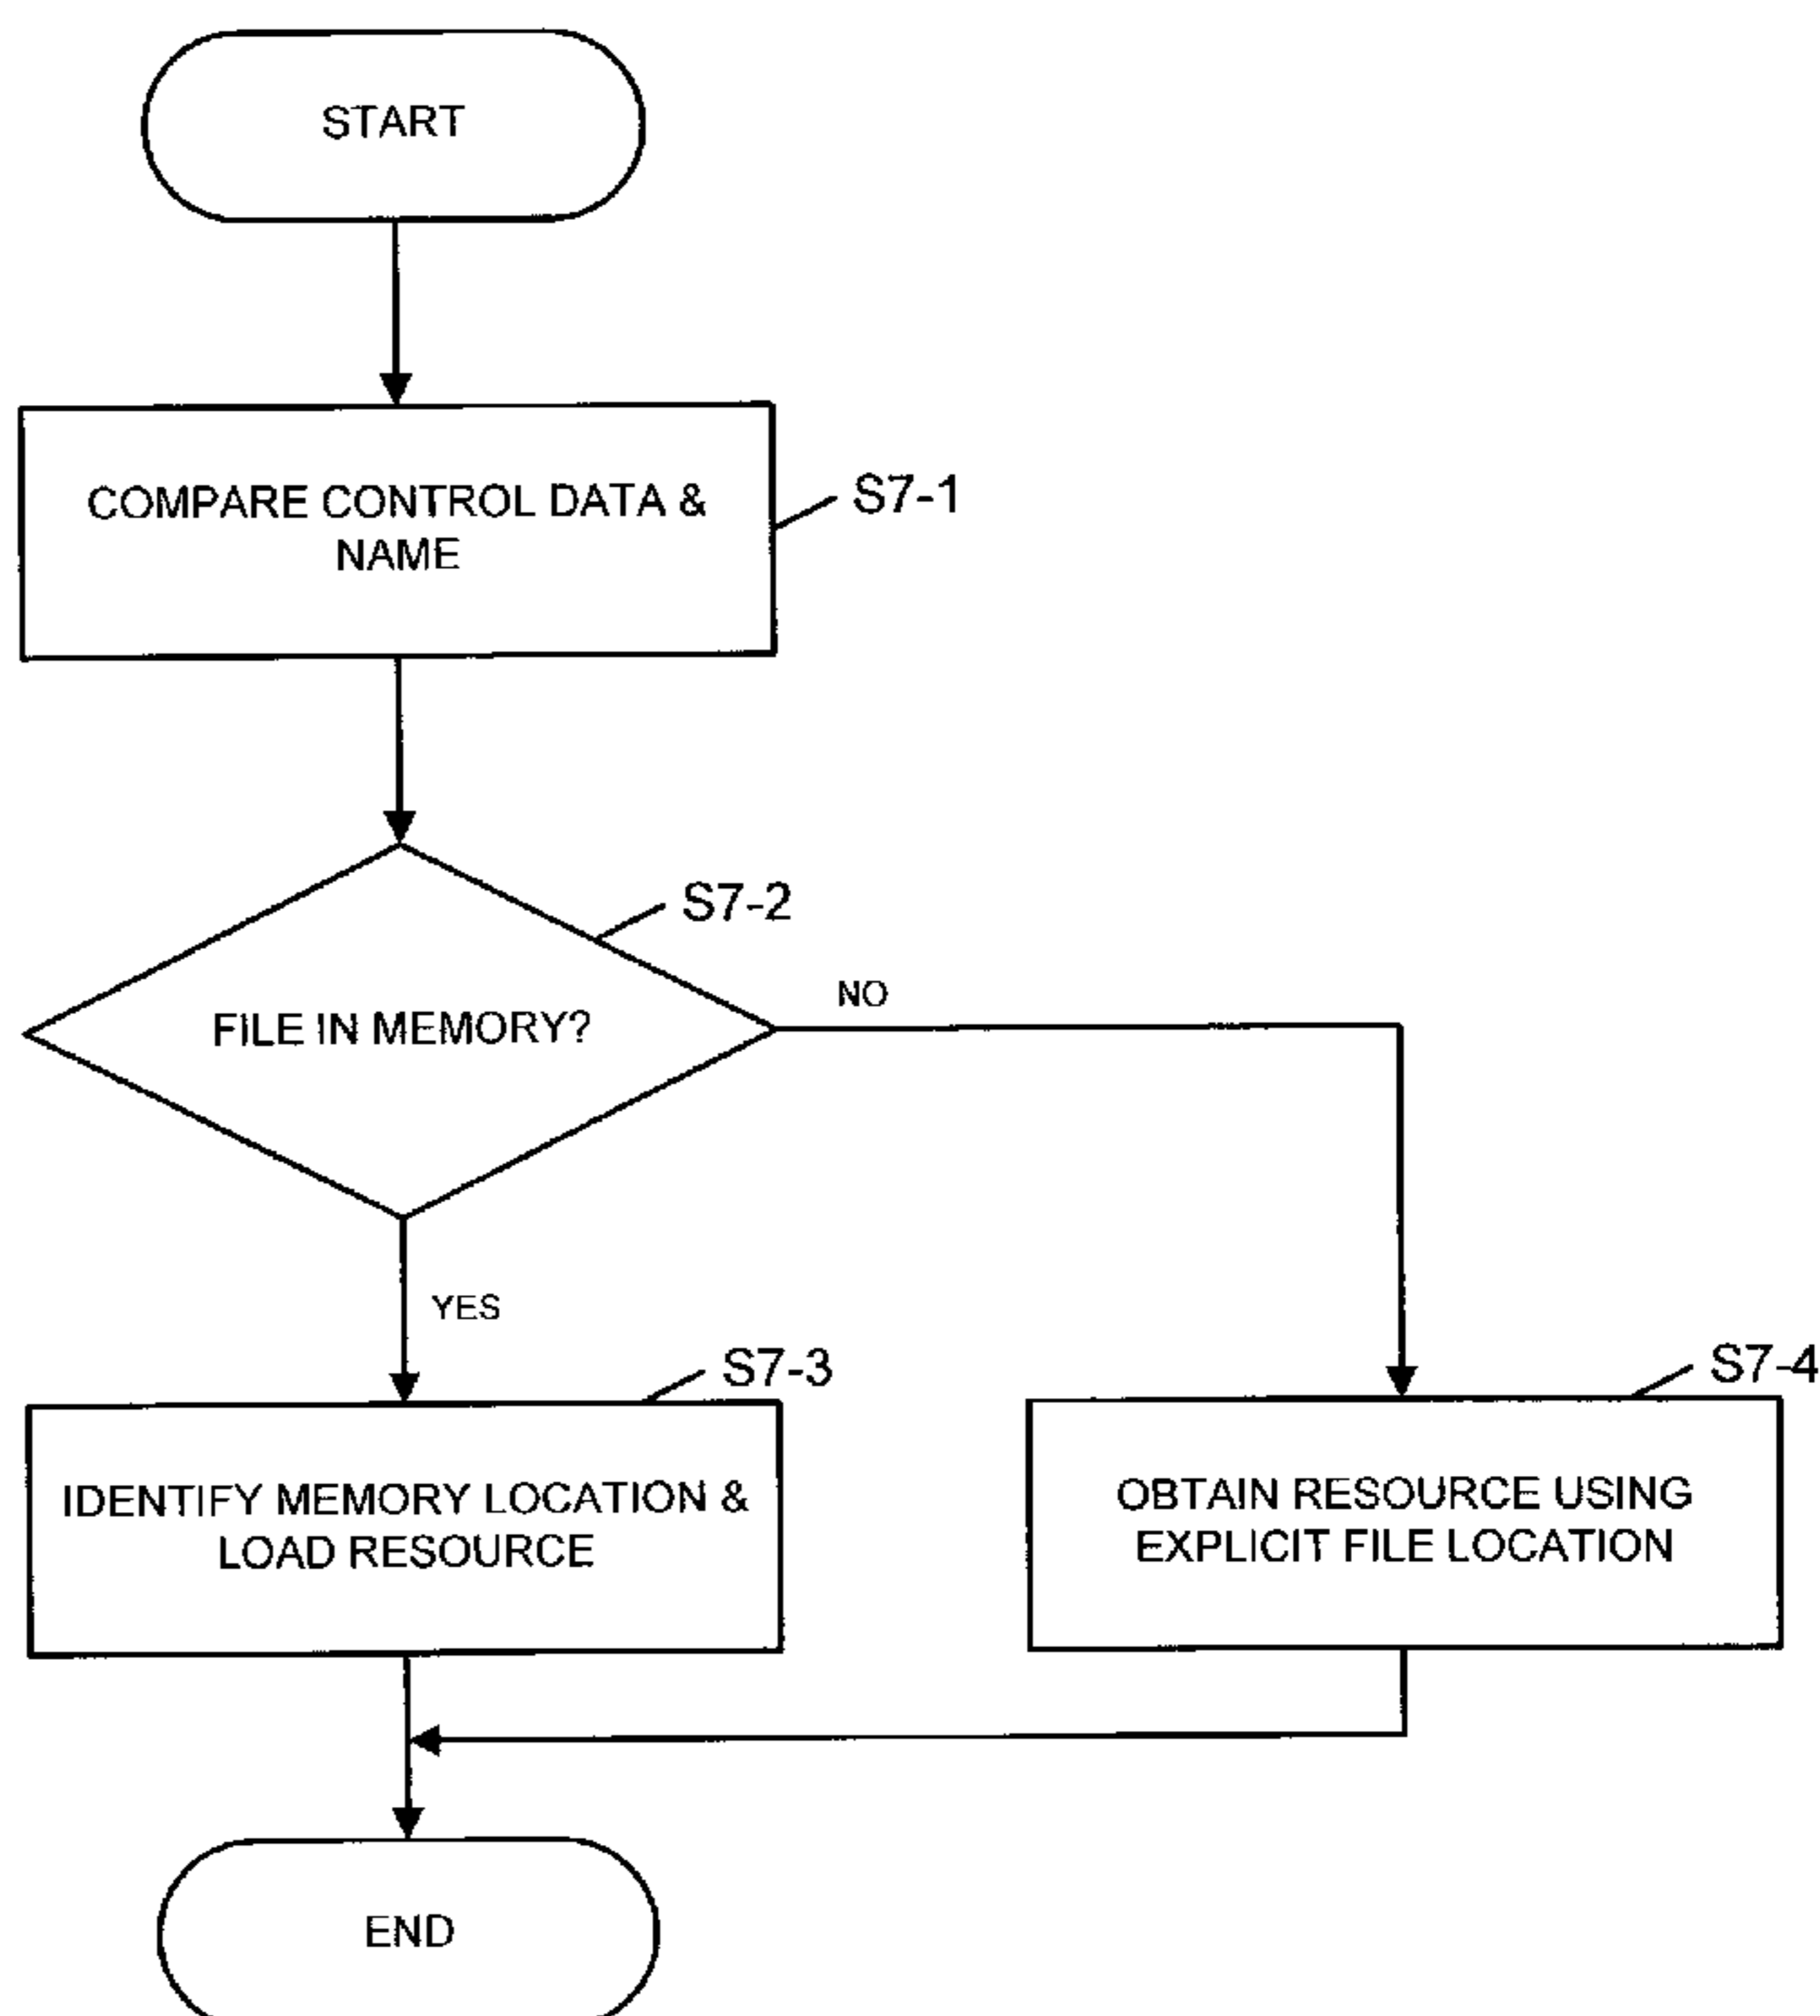 START
COMPARE CONTROL DATA &
NAME
S7-1
S7-2
FILE IN MEMORY?
NO
YES
S7-3
IDENTIFY MEMORY LOCATION &
LOAD RESOURCE
S7-4
OBTAIN RESOURCE USING
EXPLICIT FILE LOCATION
END